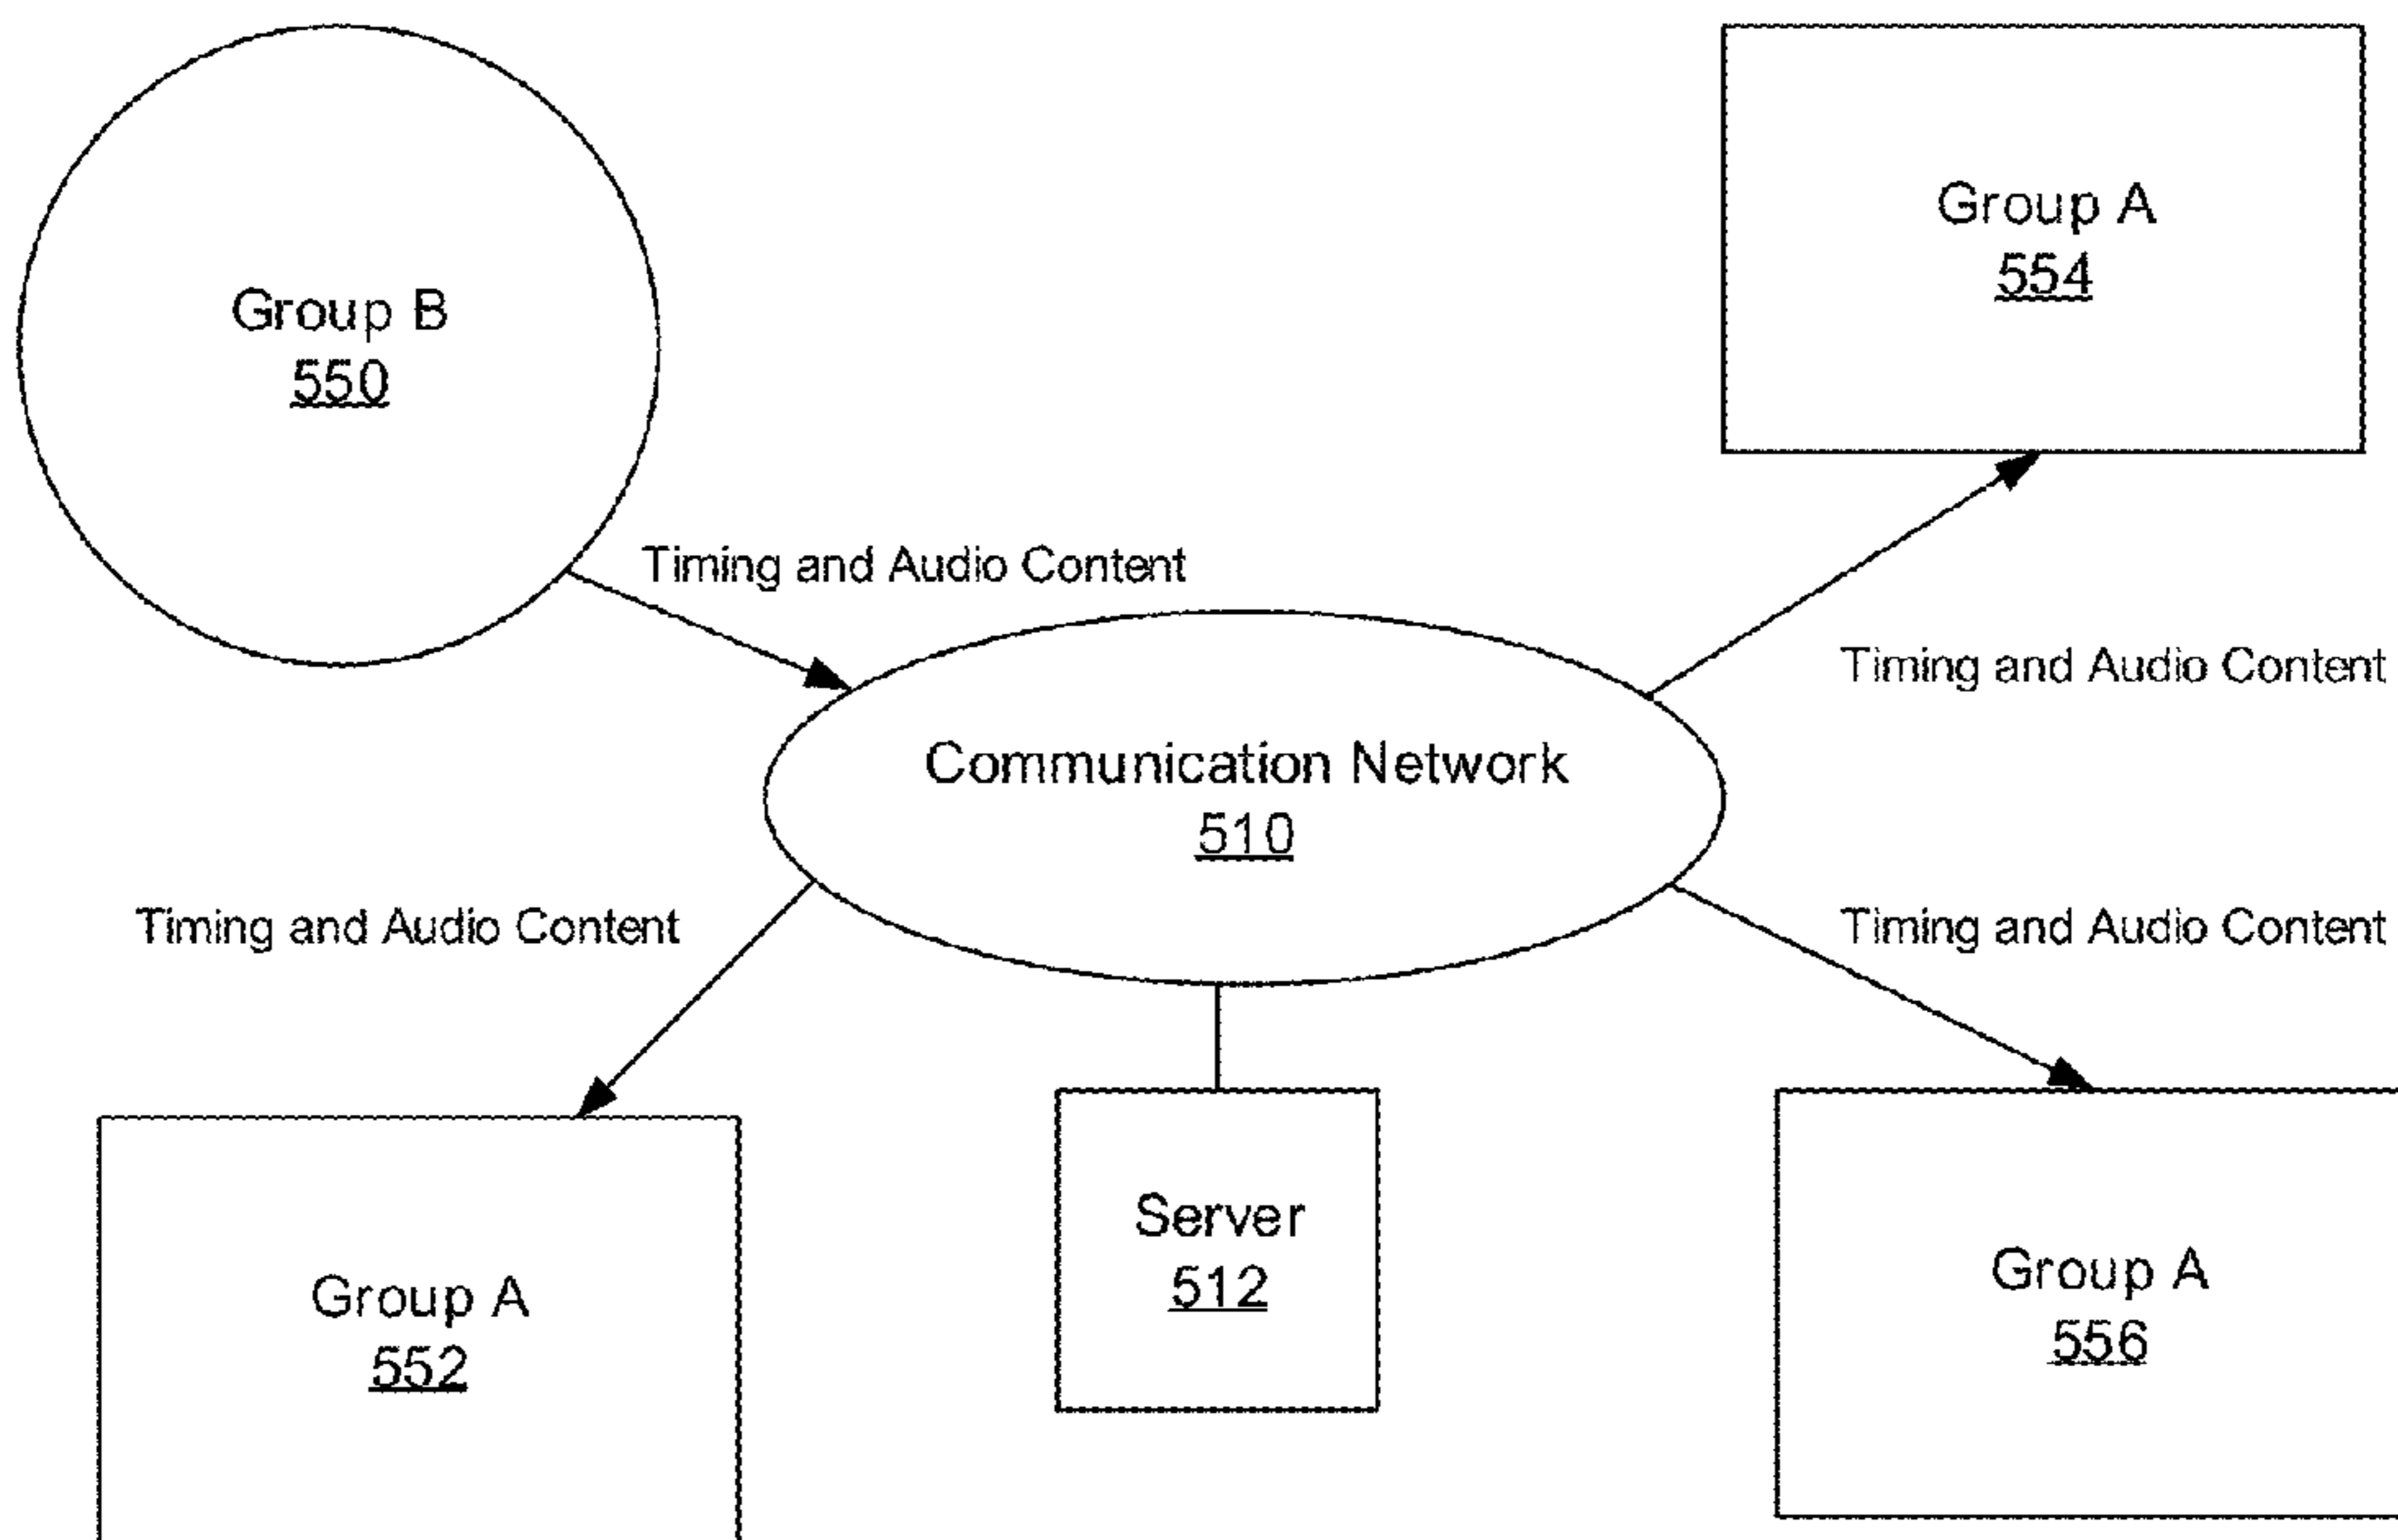 Group B
550
Group A
554
Timing and Audio Content
Timing and Audio Content
Communication Network
510
Timing and Audio Content
Timing and Audio Content
Server
512
Group A
552
Group A
556